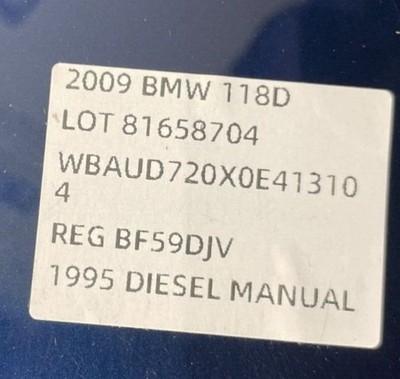 2009 BMW 118D
LOT 81658704
WBAUD720X0E41310
4
REG BF59DJV
1995 DIESEL MANUAL